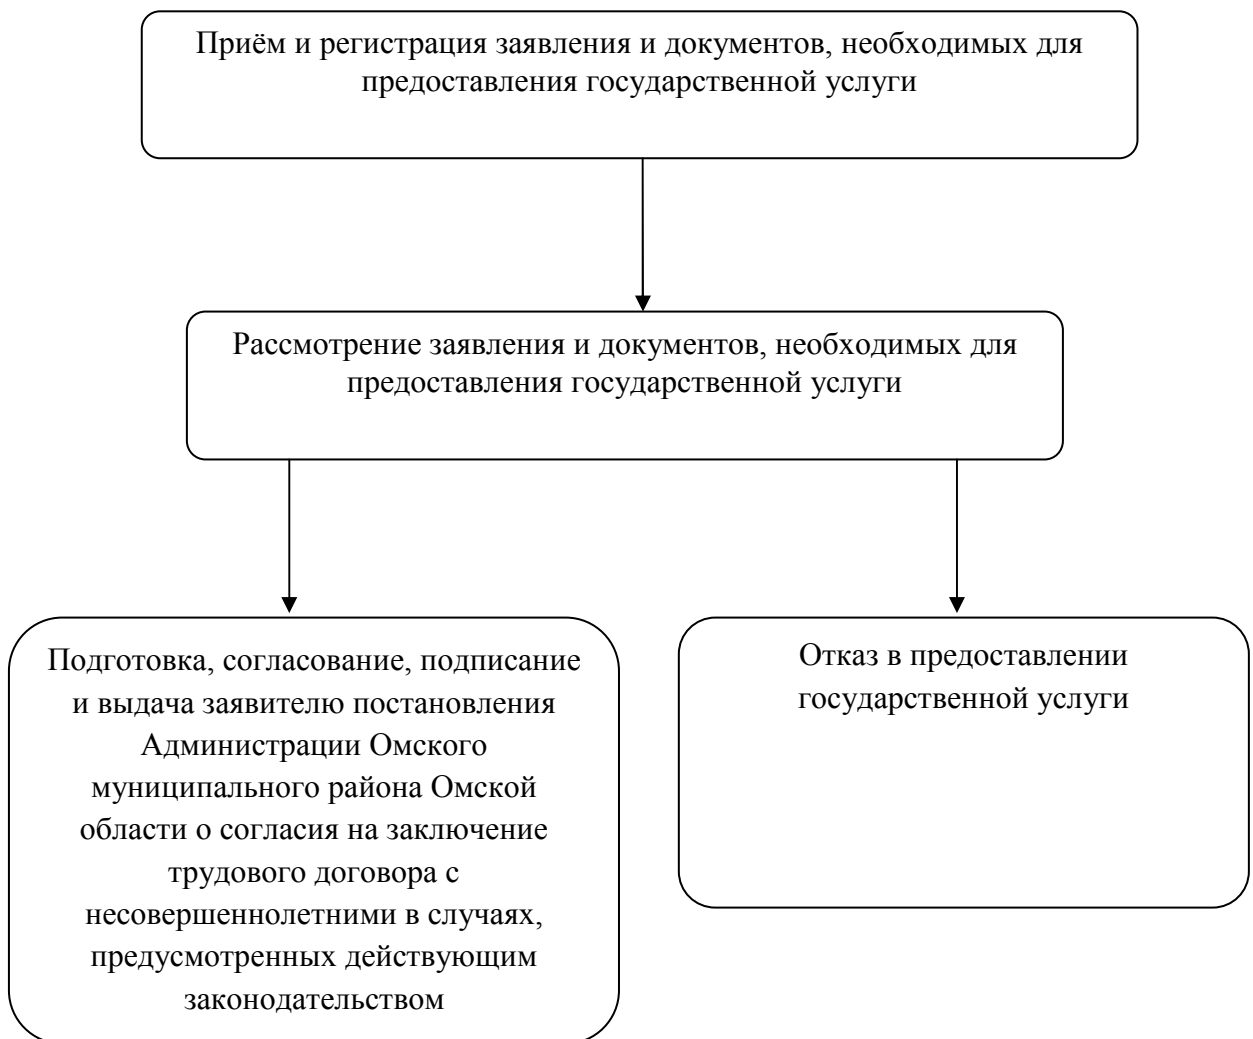 Приём и регистрация заявления и документов, необходимых для
предоставления государственной услуги
Рассмотрение заявления и документов, необходимых для
предоставления государственной услуги
Подготовка, согласование, подписание
и выдача заявителю постановления
Администрации Омского
муниципального района Омской
области о согласия на заключение
трудового договора с
несовершеннолетними в случаях,
предусмотренных действующим
законодательством
Отказ в предоставлении
государственной услуги